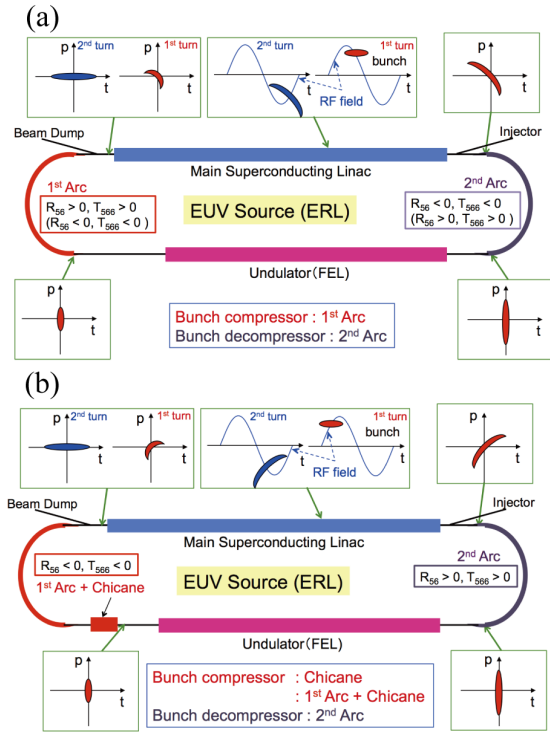 (a)
p
2nd turn
t
p
1st turn
t
2nd turn
1st turn
bunch
t
t
RF field
p
t
Beam Dump
Injector
Main Superconducting Linac
1st Arc
R56 > 0, T566 > 0
(R56 < 0, T566 < 0 )
EUV Source (ERL)
2nd Arc
R56 < 0, T566 < 0
(R56 > 0, T566 > 0 )
Undulator(FEL)
p
t
Bunch compressor : 1st Arc
Bunch decompressor : 2nd Arc
p
t
(b)
p
2nd turn
t
p
1st turn
t
2nd turn
1st turn
bunch
t
t
RF field
p
t
Beam Dump
Injector
Main Superconducting Linac
R56 < 0, T566 < 0
1st Arc + Chicane
EUV Source (ERL)
2nd Arc
R56 > 0, T566 > 0
Undulator(FEL)
p
t
Bunch compressor : Chicane
: 1st Arc + Chicane
Bunch decompressor : 2nd Arc
p
t